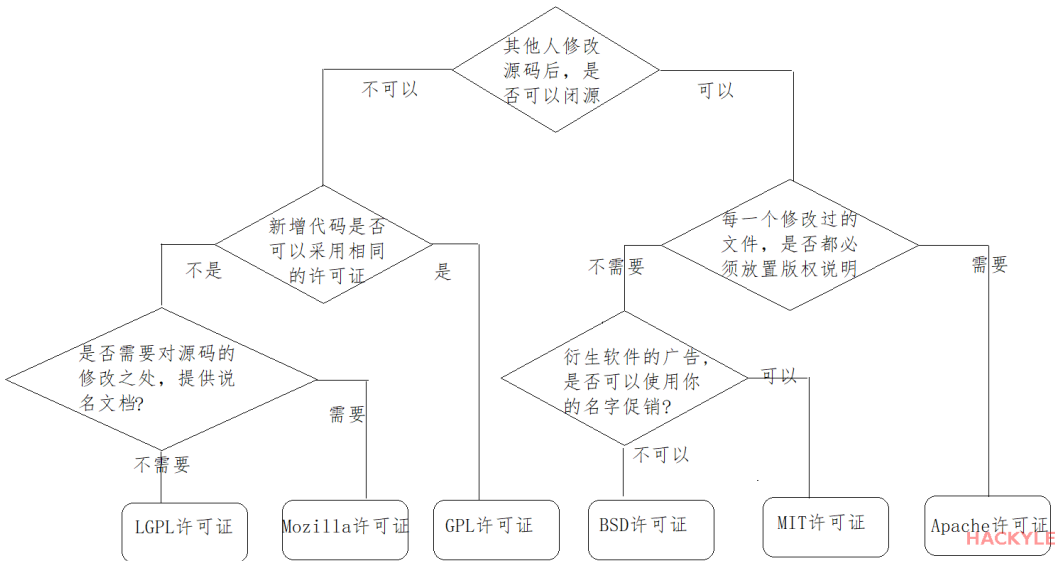 其他人修改
源码后，是
否可以闭源
不可以
可以
新增代码是否
可以采用相同
的许可证
每一个修改过的
文件，是否都必
须放置版权说明
不是
是
不需要
需要
是否需要对源码的
修改之处，提供说
名文档?
衍生软件的广告，
是否可以使用你
的名字促销?
需要
可以
不需要
不可以
LGPL许可证
Mozilla许可证
GPL许可证
BSD许可证
MIT许可证
Apache许可证
HACKYLE